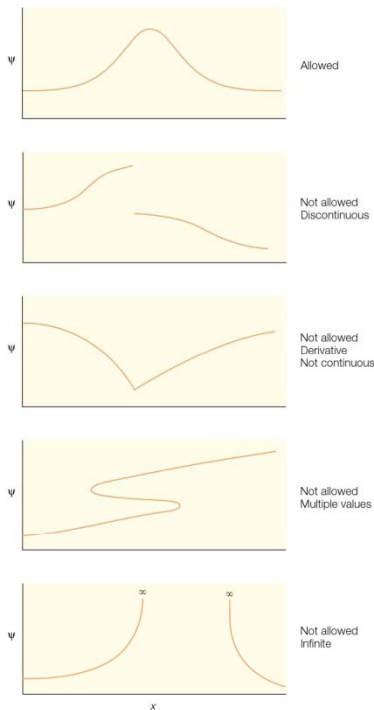 ψ
Allowed
ψ
Not allowed
Discontinuous
ψ
Not allowed
Derivative
Not continuous
ψ
Not allowed
Multiple values
∞ ∞
ψ
Not allowed
Infinite
x